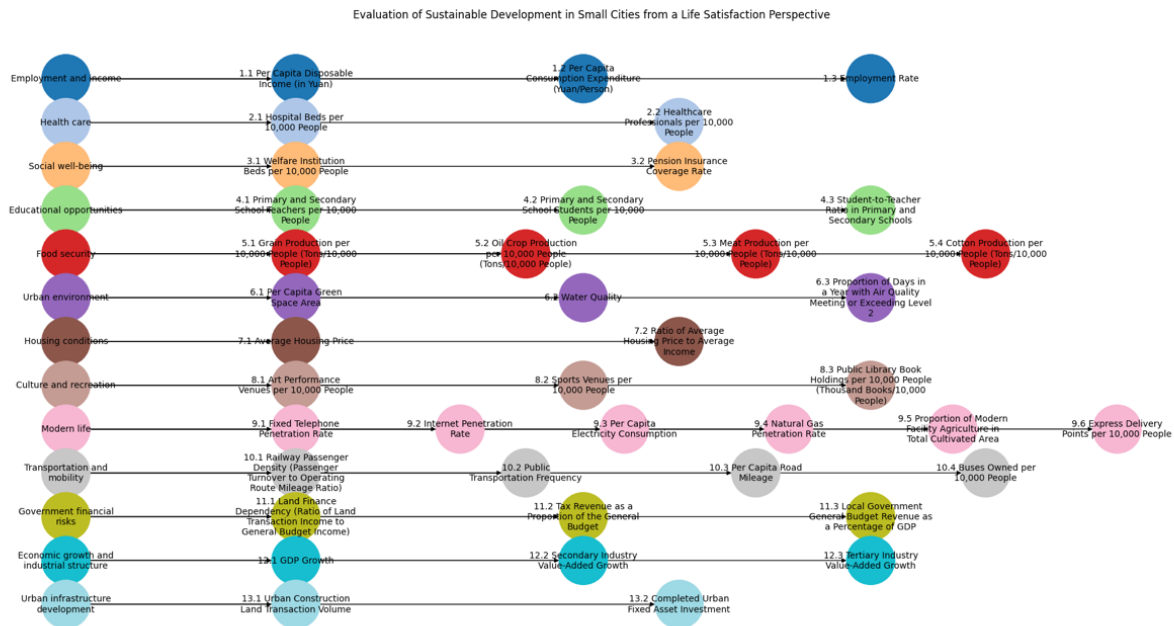 Evaluation of Sustainable Development in Small Cities from a Life Satisfaction Perspective
Employment and income
1.1 Per Capita Disposable
Income (in Yuan)
1.2 Per Capita
Consumption Expenditure
(Yuan/Person)
1.3 Employment Rate
Health care
2.1 Hospital Beds per
10,000 People
2.2 Healthcare
Professionals per 10,000
People
Social well-being
3.1 Welfare Institution
Beds per 10,000 People
3.2 Pension Insurance
Coverage Rate
Educational opportunities
4.1 Primary and Secondary
School Teachers per 10,000
People
4.2 Primary and Secondary
School Students per 10,000
People
4.3 Student-to-Teacher
Ratio in Primary and
Secondary Schools
Food security
5.1 Grain Production per
10,000 People (Tons/10,000
People)
5.2 Oil Crop Production
per 10,000 People
(Tons/10,000 People)
5.3 Meat Production per
10,000 People (Tons/10,000
People)
5.4 Cotton Production per
10,000 People (Tons/10,000
People)
Urban environment
6.1 Per Capita Green
Space Area
6.2 Water Quality
6.3 Proportion of Days in
a Year with Air Quality
Meeting or Exceeding Level
2
Housing conditions
7.1 Average Housing Price
7.2 Ratio of Average
Housing Price to Average
Income
Culture and recreation
8.1 Art Performance
Venues per 10,000 People
8.2 Sports Venues per
10,000 People
8.3 Public Library Book
Holdings per 10,000 People
(Thousand Books/10,000
People)
Modern life
9.1 Fixed Telephone
Penetration Rate
9.2 Internet Penetration
Rate
9.3 Per Capita
Electricity Consumption
9.4 Natural Gas
Penetration Rate
9.5 Proportion of Modern
Facility Agriculture in
Total Cultivated Area
9.6 Express Delivery
Points per 10,000 People
Transportation and
mobility
10.1 Railway Passenger
Density (Passenger
Turnover to Operating
Route Mileage Ratio)
10.2 Public
Transportation Frequency
10.3 Per Capita Road
Mileage
10.4 Buses Owned per
10,000 People
Government financial
risks
11.1 Land Finance
Dependency (Ratio of Land
Transaction Income to
General Budget Income)
11.2 Tax Revenue as a
Proportion of the General
Budget
11.3 Local Government
General Budget Revenue as
a Percentage of GDP
Economic growth and
industrial structure
12.1 GDP Growth
12.2 Secondary Industry
Value-Added Growth
12.3 Tertiary Industry
Value-Added Growth
Urban infrastructure
development
13.1 Urban Construction
Land Transaction Volume
13.2 Completed Urban
Fixed Asset Investment